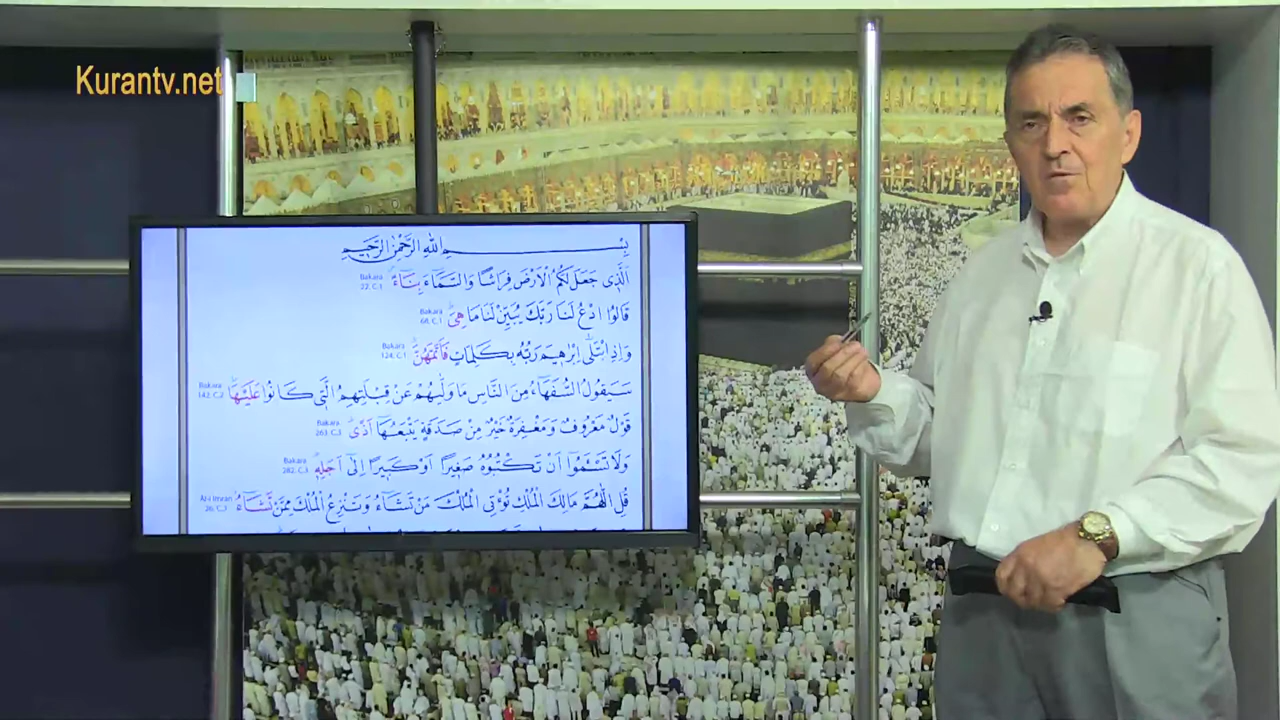 Kurantv.net
بِسْــــــمِ اللّٰهِ الرَّحْمٰنِ الرَّحٖيمِ
اَلَّذٖى جَعَلَ لَكُمُ الْاَرْضَ فِرَاشًا وَالسَّمَٓاءَ بِنَٓاءًۖ Bakara 22. C.1
قَالُوا ادْعُ لَنَا رَبَّكَ يُبَيِّنْ لَنَا مَا هِىَۜ Bakara 68. C.1
وَاِذِ ابْتَلٰٓى اِبْرٰهٖيمَ رَبُّهُ بِكَلِمَاتٍ فَاَتَمَّهُنَّۜ Bakara 124. C.1
سَيَقُولُ السُّفَهَٓاءُ مِنَ النَّاسِ مَا وَلّٰيهُمْ عَنْ قِبْلَتِهِمُ الَّتٖى كَانُوا عَلَيْهَاۜ Bakara 142. C.2
قَوْلٌ مَعْرُوفٌ وَمَغْفِرَةٌ خَيْرٌ مِنْ صَدَقَةٍ يَتْبَعُهَٓا اَذًىۜ Bakara 263. C.3
وَلَا تَسْـَٔمُٓوا اَنْ تَكْتُبُوهُ صَغٖيرًا اَوْ كَبٖيرًا اِلٰٓى اَجَلِهٖۜ Bakara 282. C.3
قُلِ اللّٰهُمَّ مَالِكَ الْمُلْكِ تُؤْتِى الْمُلْكَ مَنْ تَشَٓاءُ وَتَنْزِعُ الْمُلْكَ مِمَّنْ تَشَٓاءُۘ Al-i İmran 26. C.3